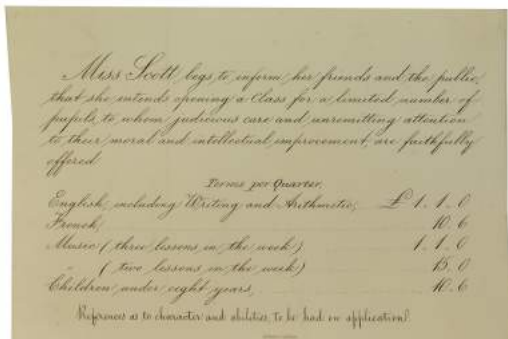 Miss Scott, begs to inform her friends and the public,
that she intends opening a Class for a limited number of
pupils, to whom judicious care and unremitting attention
to their moral and intellectual improvement, are faithfully
offered
Terms per Quarter.
English, including Writing and Arithmetic, £1.1.0
French, 10.6
Music (three lessons in the week) 1.1.0
" (two lessons in the week) 15.0
Children under eight years, 10.6
References as to character and abilities, to be had on application.